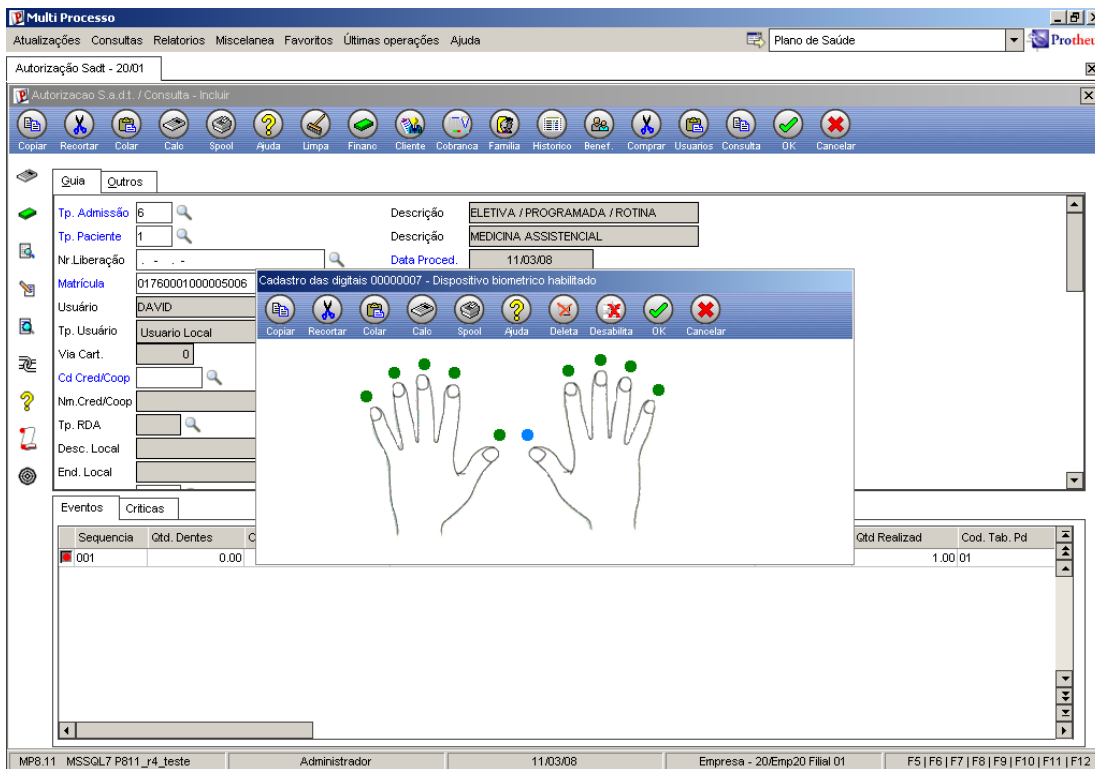 Multi Processo
Atualizações Consultas Relatorios Miscelanea Favoritos Últimas operações Ajuda Plano de Saúde Protheu
Autorização Sadt - 20/01
Autorizacao S.a.d.t. / Consulta - Incluir
Copiar Recortar Colar Calc Spool Ajuda Limpa Financ Cliente Cobranca Familia Historico Benef. Comprar Usuarios Consulta OK Cancelar
Guia Outros
Tp. Admissão 6 Descrição ELETIVA / PROGRAMADA / ROTINA
Tp. Paciente 1 Descrição MEDICINA ASSISTENCIAL
Nr.Liberação . - . - Data Proced. 11/03/08
Matrícula 01760001000005006
Cadastro das digitais 00000007 - Dispositivo biometrico habilitado
Usuário DAVID
Copiar Recortar Colar Calc Spool Ajuda Deleta Desabilita OK Cancelar
Tp. Usuário Usuario Local
Via Cart. 0
Cd Cred/Coop
Nm.Cred/Coop
Tp. RDA
Desc. Local
End. Local
Eventos Criticas
Sequencia Qtd. Dentes C Qtd Realizad Cod. Tab. Pd
001 0.00 1.00 01
MP8.11 MSSQL7 P811_r4_teste Administrador 11/03/08 Empresa - 20/Emp20 Filial 01 F5 | F6 | F7 | F8 | F9 | F10 | F11 | F12